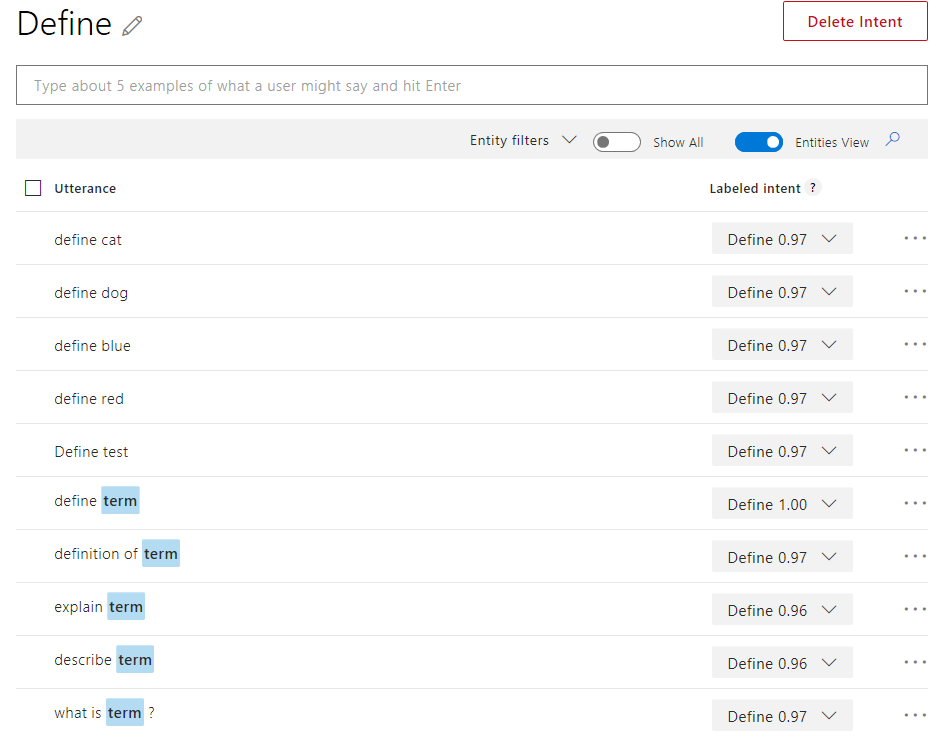 Define
Delete Intent
Type about 5 examples of what a user might say and hit Enter
Entity filters Show All Entities View
Utterance Labeled intent ?
define cat Define 0.97
define dog Define 0.97
define blue Define 0.97
define red Define 0.97
Define test Define 0.97
define term Define 1.00
definition of term Define 0.97
explain term Define 0.96
describe term Define 0.96
what is term ? Define 0.97